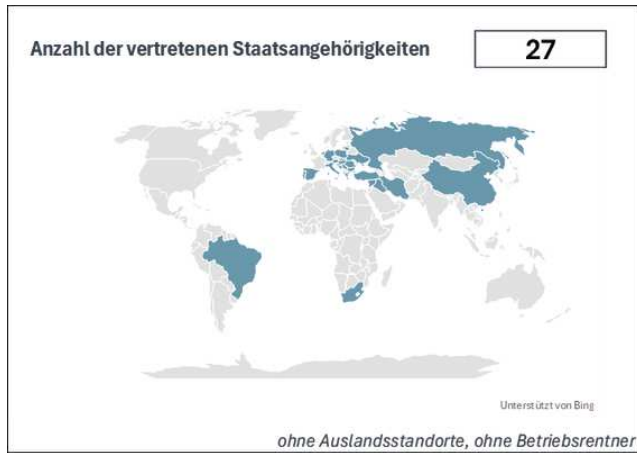 Anzahl der vertretenen Staatsangehörigkeiten
27
Unterstützt von Bing
ohne Auslandsstandorte, ohne Betriebsrentner